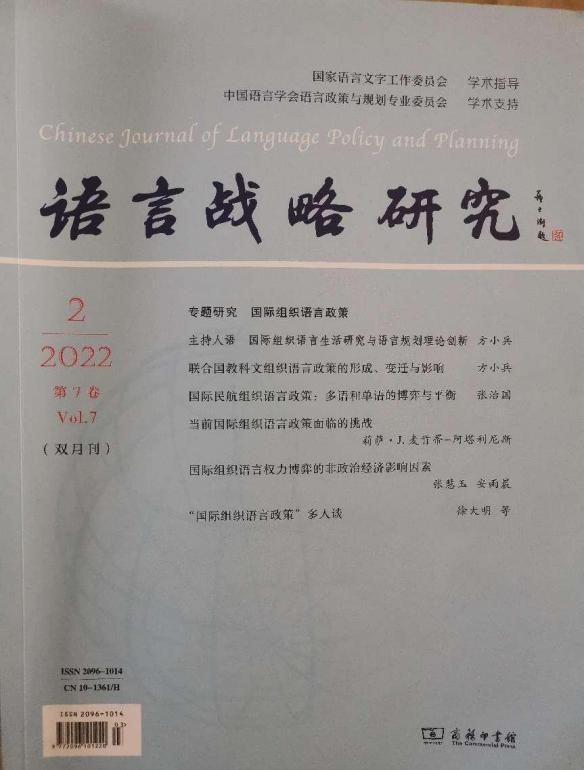 国家语言文字工作委员会 学术指导
中国语言学会语言政策与规划专业委员会 学术支持
Chinese Journal of Language Policy and Planning
语言战略研究
2
2022
第7卷
Vol.7
(双月刊)
专题研究 国际组织语言政策
主持人语 国际组织语言生活研究与语言规划理论创新 方小兵
联合国教科文组织语言政策的形成、变迁与影响 方小兵
国际民航组织语言政策：多语和单语的博弈与平衡 张治国
当前国际组织语言政策面临的挑战
莉萨·J.麦肯蒂-阿塔利尼斯
国际组织语言权力博弈的非政治经济影响因素
张慧玉 安雨晨
“国际组织语言政策”多人谈 徐大明 等
ISSN 2096-1014
CN 10-1361/H
ISSN 2096-1014
03
商务印书馆
The Commercial Press